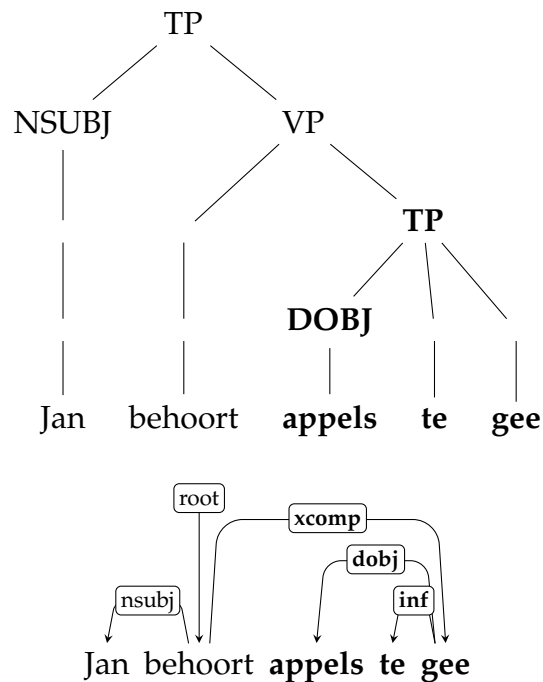 TP
NSUBJ VP
TP
DOBJ
Jan behoort appels te gee
root
xcomp
dobj
nsubj inf
Jan behoort appels te gee